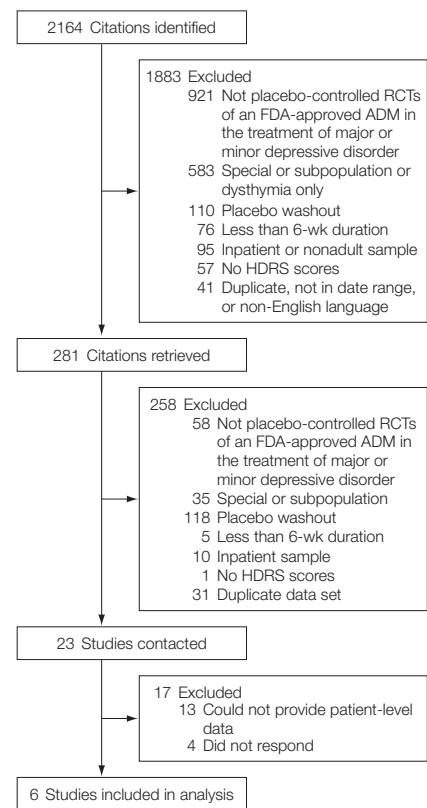 2164 Citations identified
1883 Excluded
921 Not placebo-controlled RCTs
of an FDA-approved ADM in
the treatment of major or
minor depressive disorder
583 Special or subpopulation or
dysthymia only
110 Placebo washout
76 Less than 6-wk duration
95 Inpatient or nonadult sample
57 No HDRS scores
41 Duplicate, not in date range,
or non-English language
281 Citations retrieved
258 Excluded
58 Not placebo-controlled RCTs
of an FDA-approved ADM in
the treatment of major or
minor depressive disorder
35 Special or subpopulation
118 Placebo washout
5 Less than 6-wk duration
10 Inpatient sample
1 No HDRS scores
31 Duplicate data set
23 Studies contacted
17 Excluded
13 Could not provide patient-level
data
4 Did not respond
6 Studies included in analysis